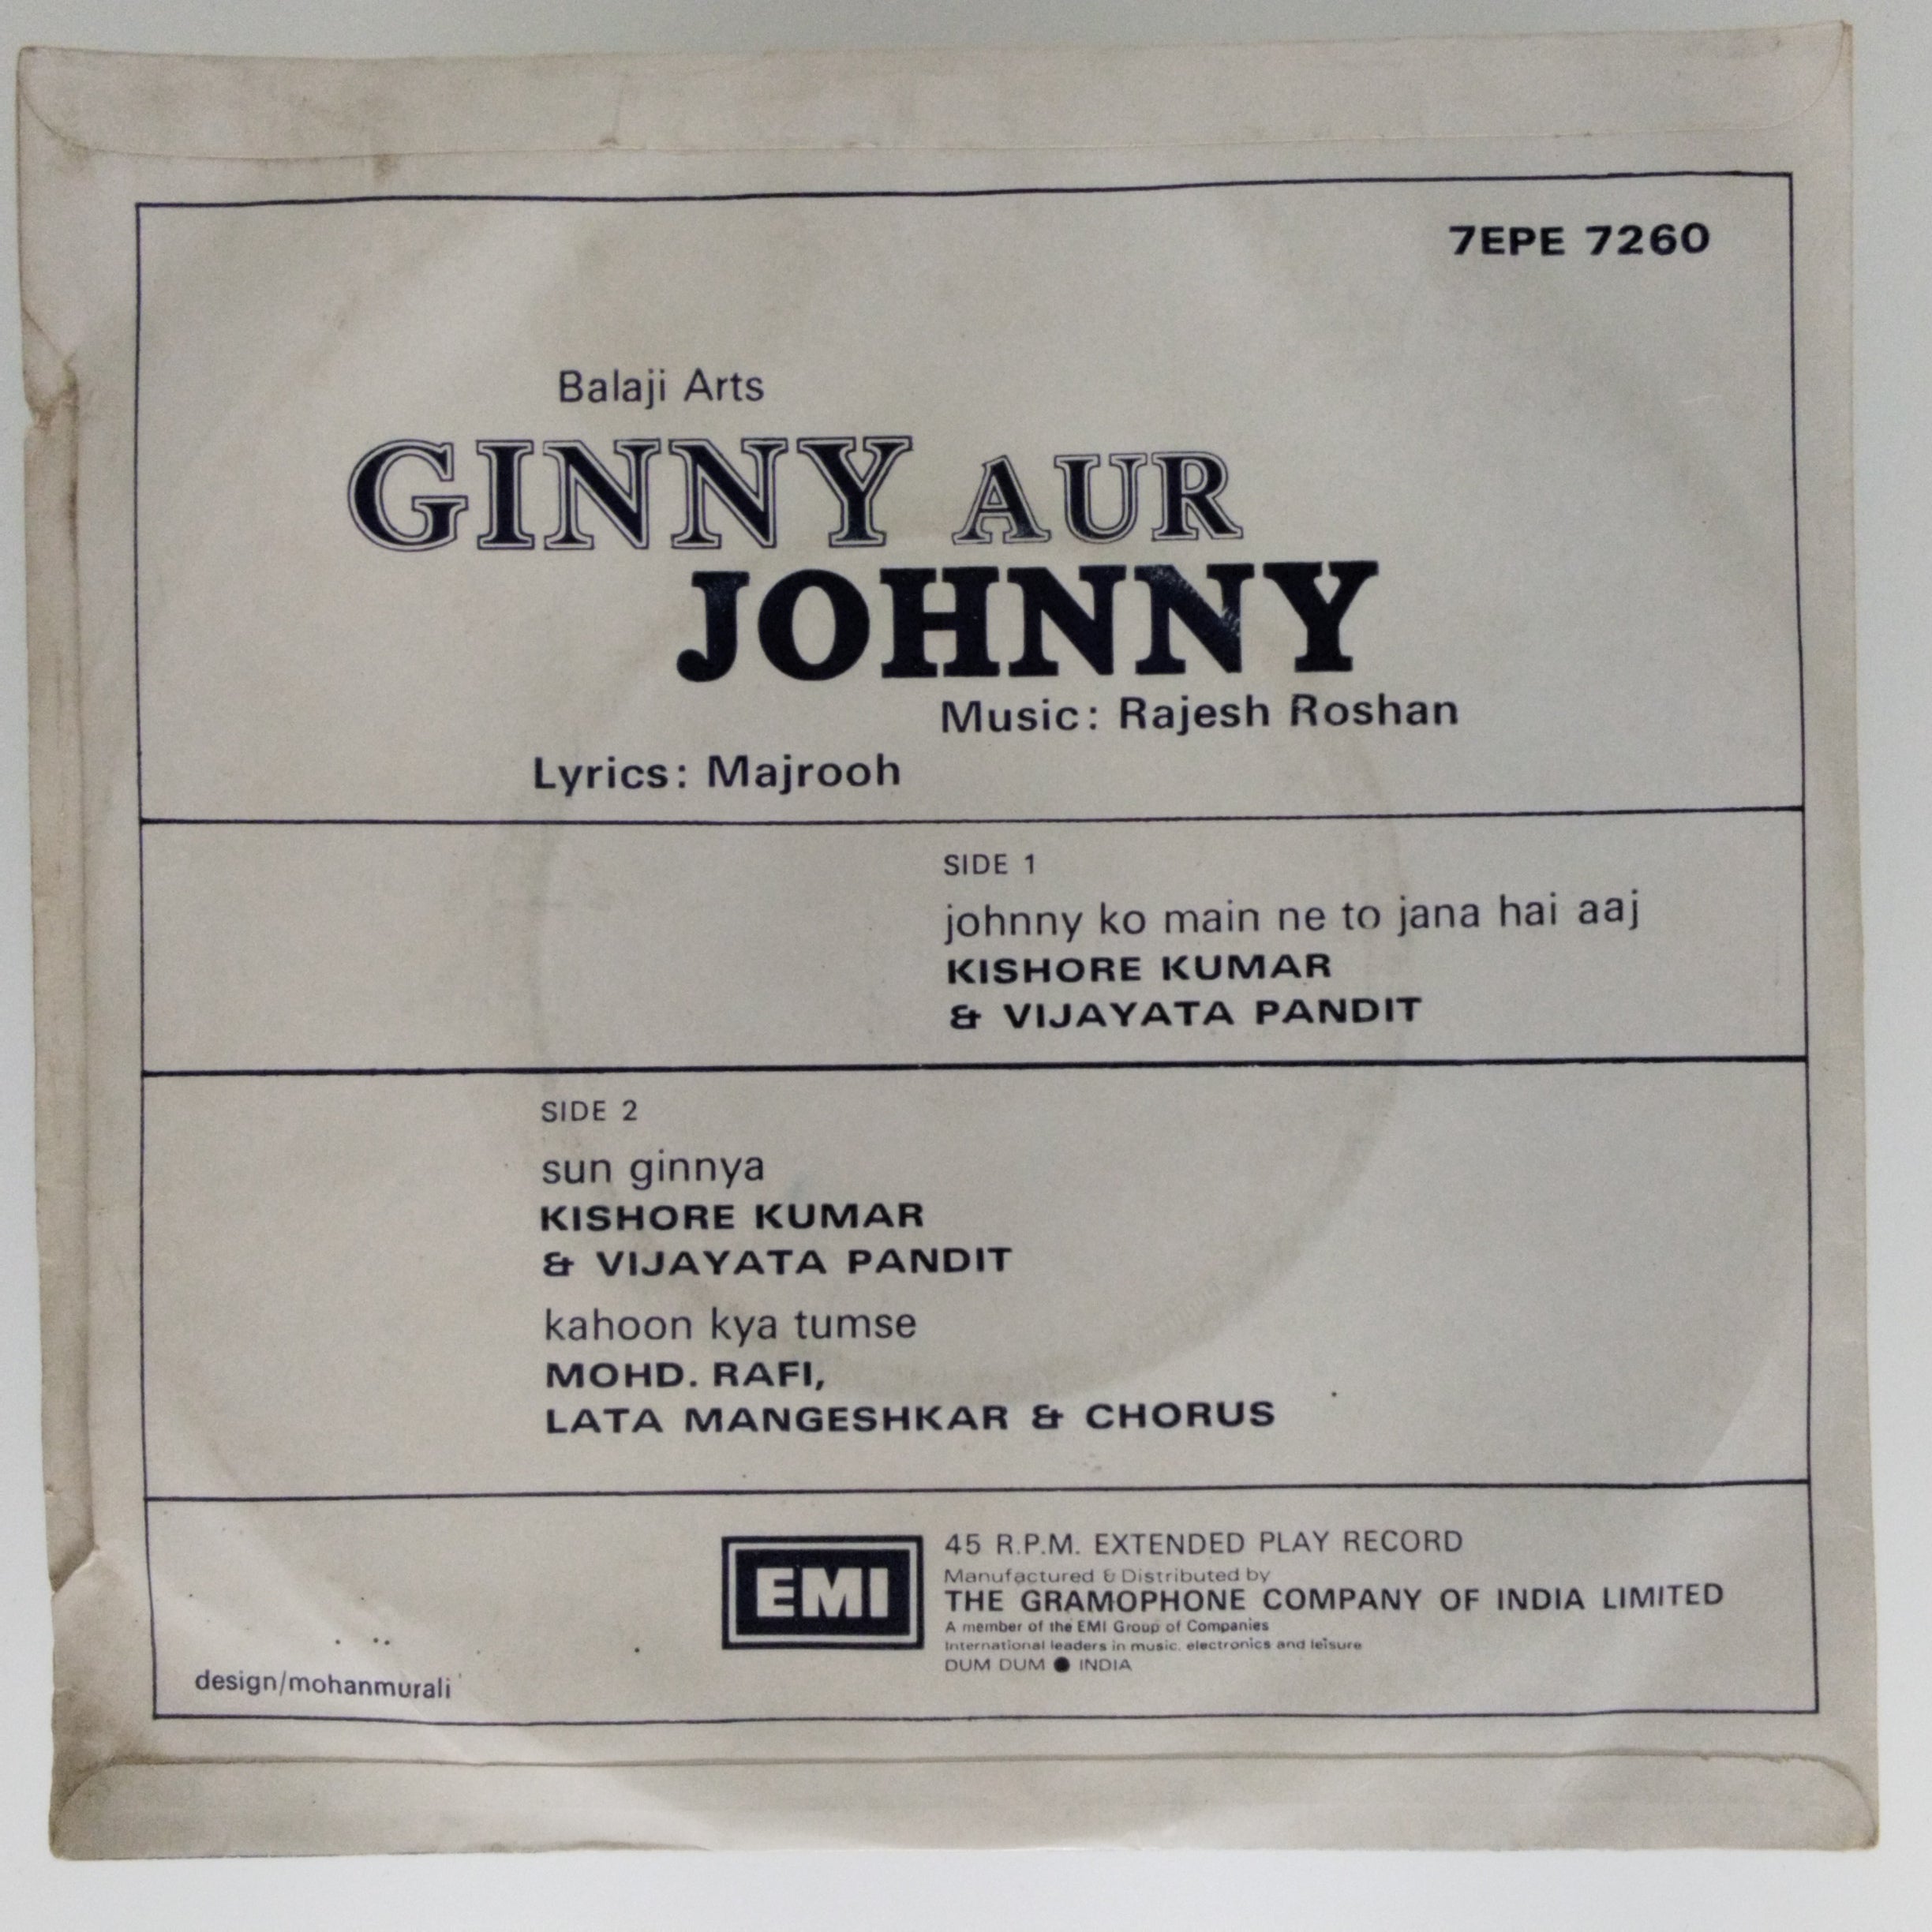 7EPE 7260
Balaji Arts
GINNY AUR
JOHNNY
Music: Rajesh Roshan
Lyrics: Majrooh
SIDE 1
johnny ko main ne to jana hai aaj
KISHORE KUMAR
& VIJAYATA PANDIT
SIDE 2
sun ginnya
KISHORE KUMAR
& VIJAYATA PANDIT
kahoon kya tumse
MOHD. RAFI,
LATA MANGESHKAR & CHORUS
EMI
45 R.P.M. EXTENDED PLAY RECORD
Manufactured & Distributed by
THE GRAMOPHONE COMPANY OF INDIA LIMITED
A member of the EMI Group of Companies
International leaders in music, electronics and leisure
DUM DUM ● INDIA
design/mohanmurali